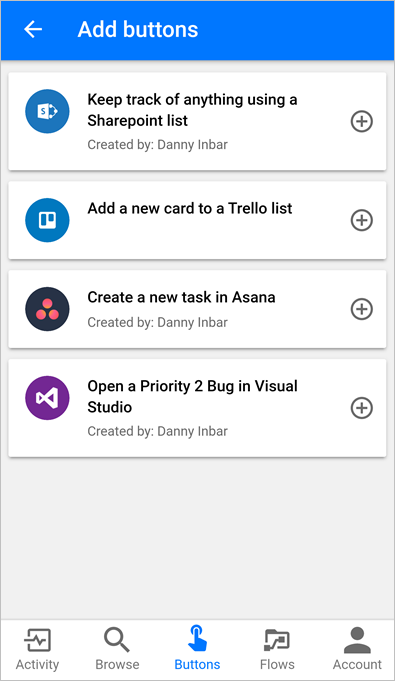 Add buttons
Keep track of anything using a
Sharepoint list
Created by: Danny Inbar
Add a new card to a Trello list
Create a new task in Asana
Created by: Danny Inbar
Open a Priority 2 Bug in Visual
Studio
Created by: Danny Inbar
Activity Browse Buttons Flows Account